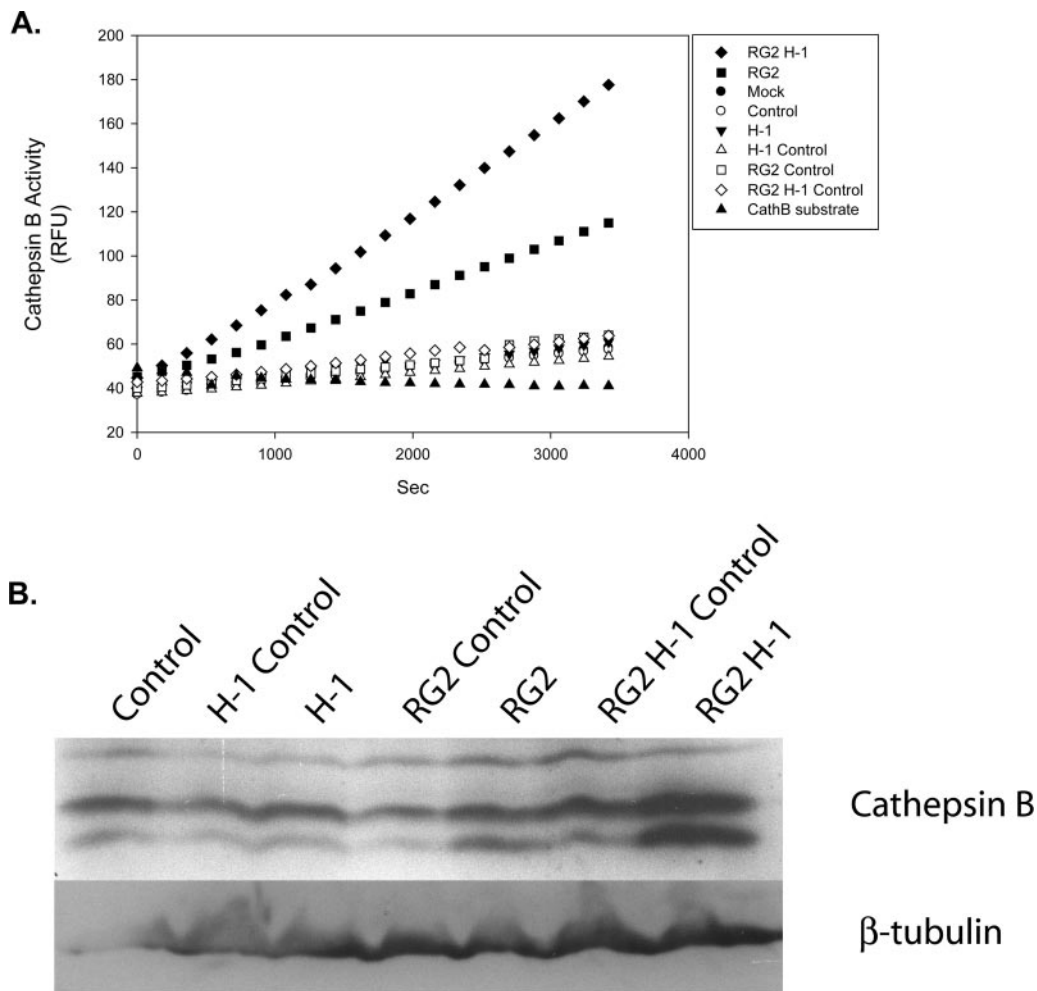 A.
200
180
160
140
120
100
80
60
40
20
Cathepsin B Activity
(RFU)
0
1000
2000
3000
4000
Sec
RG2 H-1
RG2
Mock
Control
H-1
H-1 Control
RG2 Control
RG2 H-1 Control
CathB substrate
B.
Control
H-1 Control
H-1
RG2 Control
RG2
RG2 H-1 Control
RG2 H-1
Cathepsin B
β-tubulin